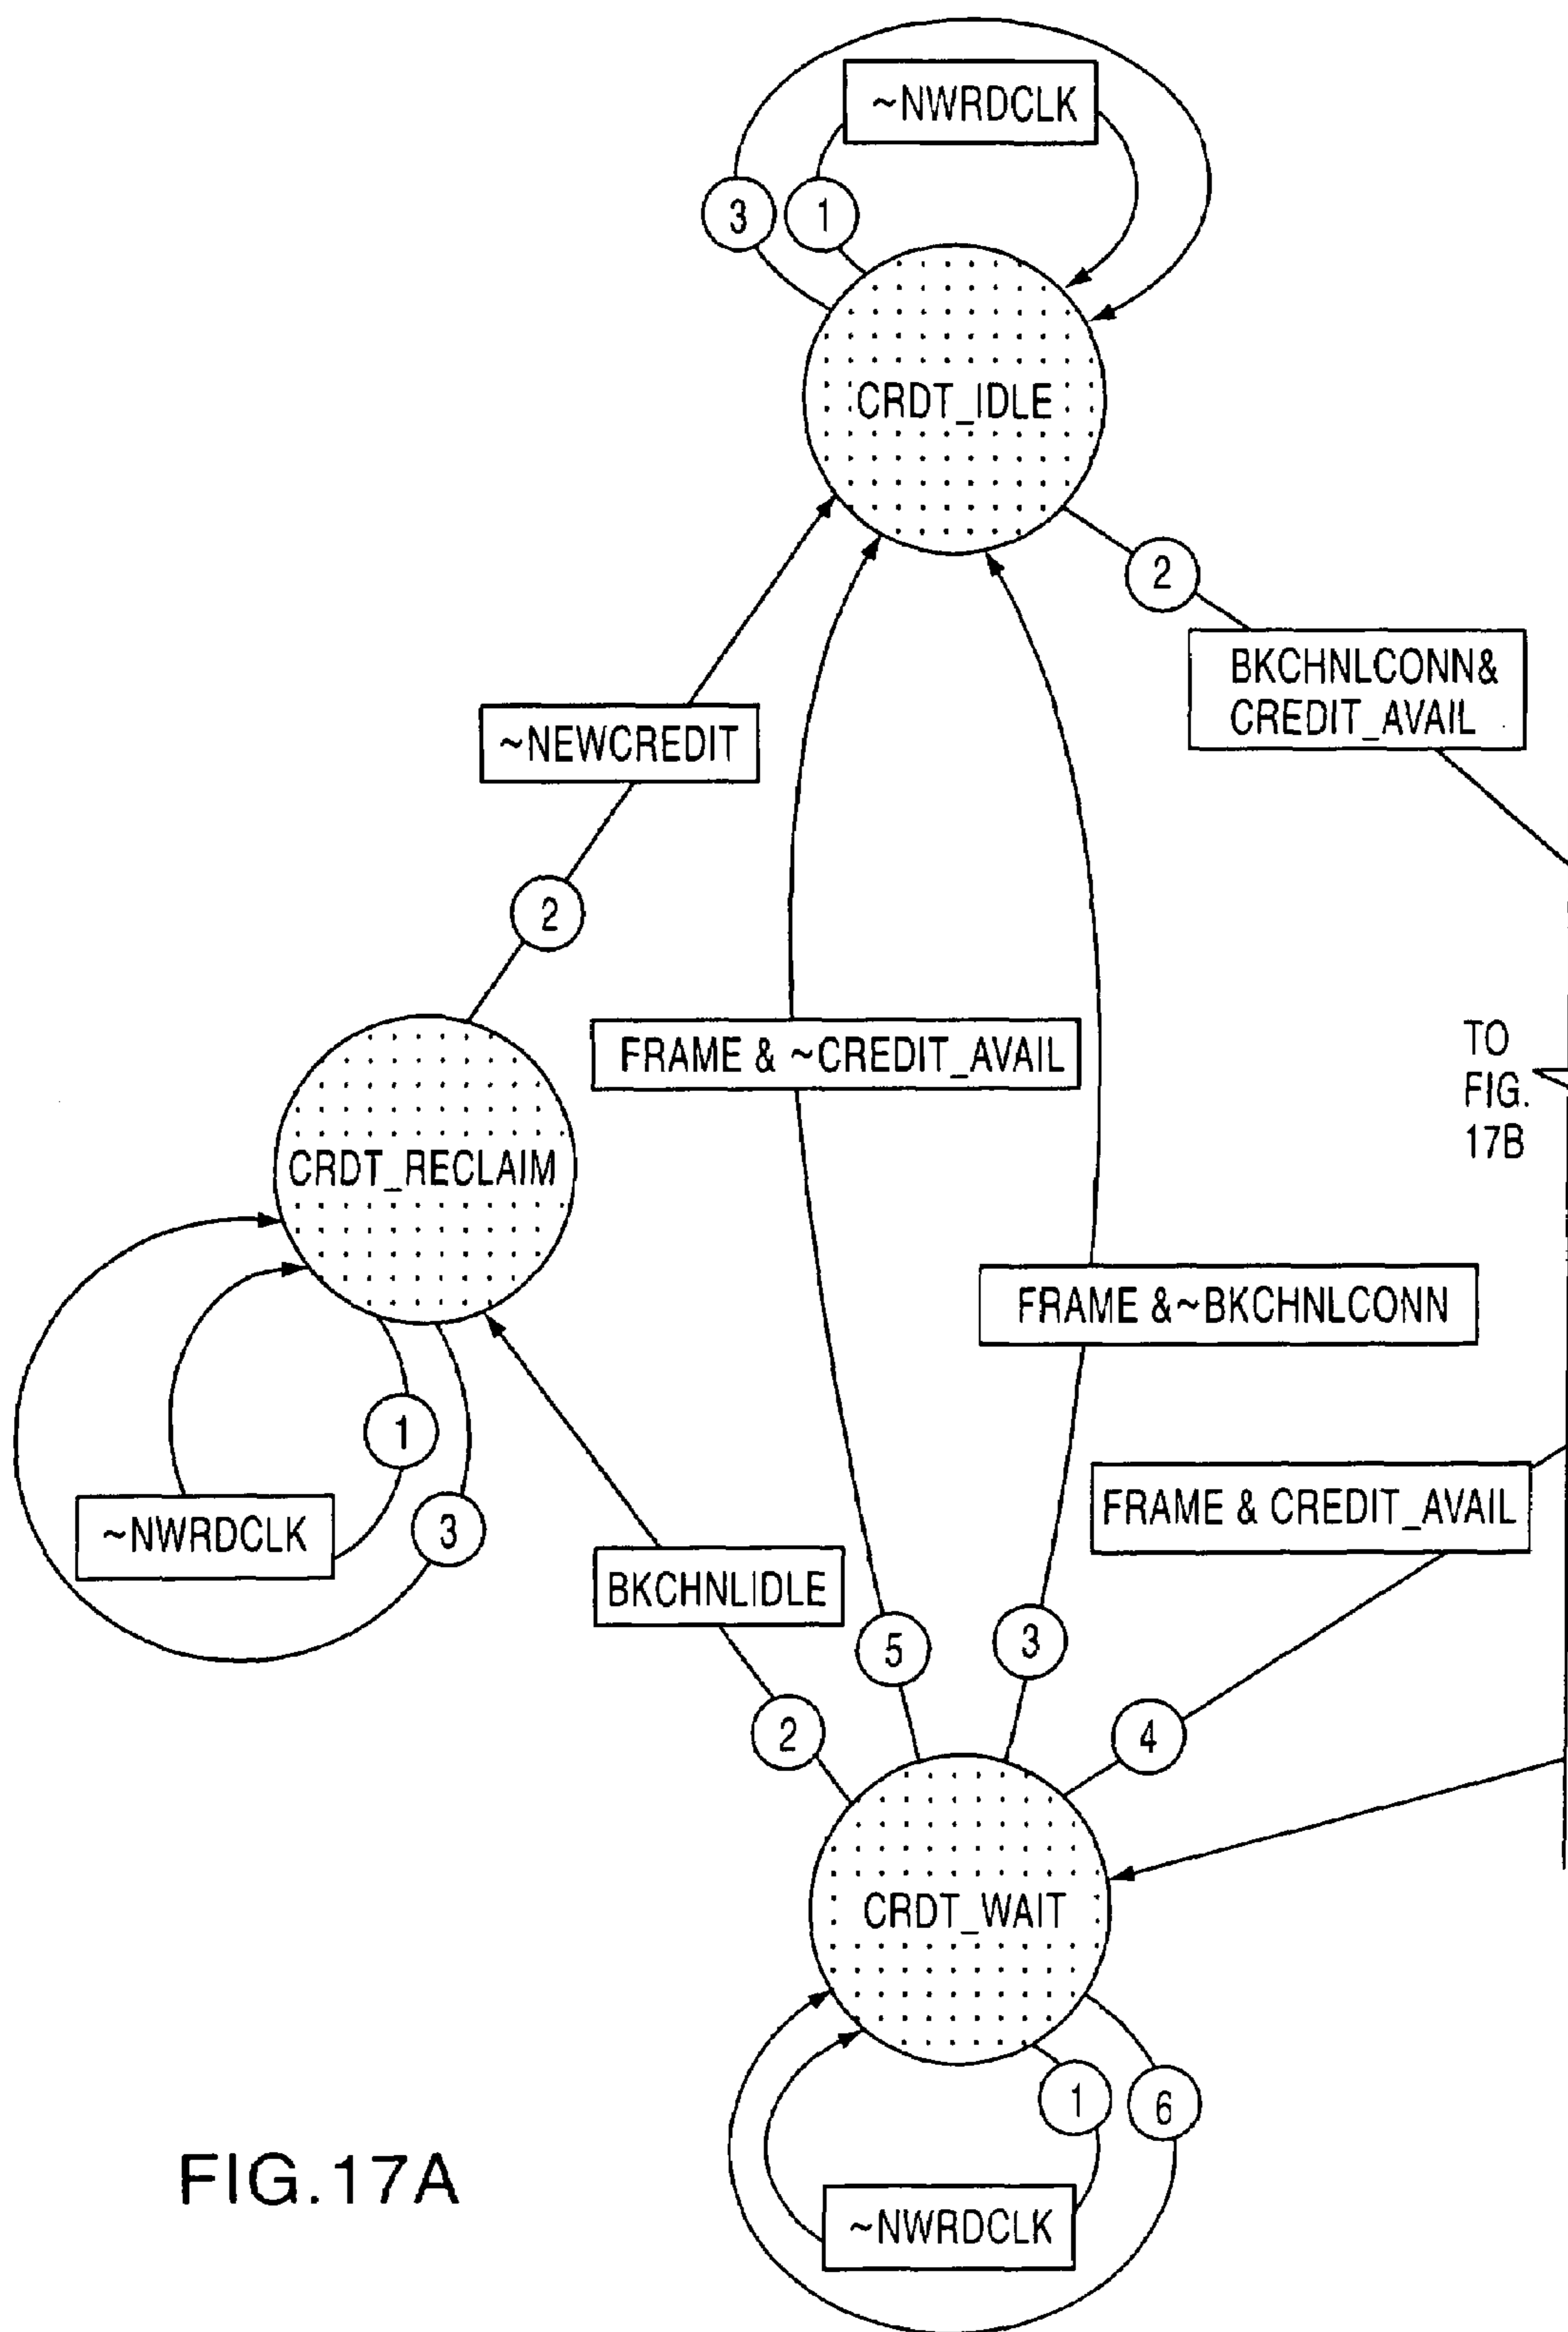 ~NWRDCLK
3
1
CRDT_IDLE
2
BKCHNLCONN&
CREDIT_AVAIL
~NEWCREDIT
2
FRAME & ~CREDIT_AVAIL
TO
FIG.
17B
CRDT_RECLAIM
FRAME &~BKCHNLCONN
1
FRAME & CREDIT_AVAIL
~NWRDCLK
3
BKCHNLIDLE
5
3
2
4
CRDT_WAIT
1
6
FIG.17A
~NWRDCLK